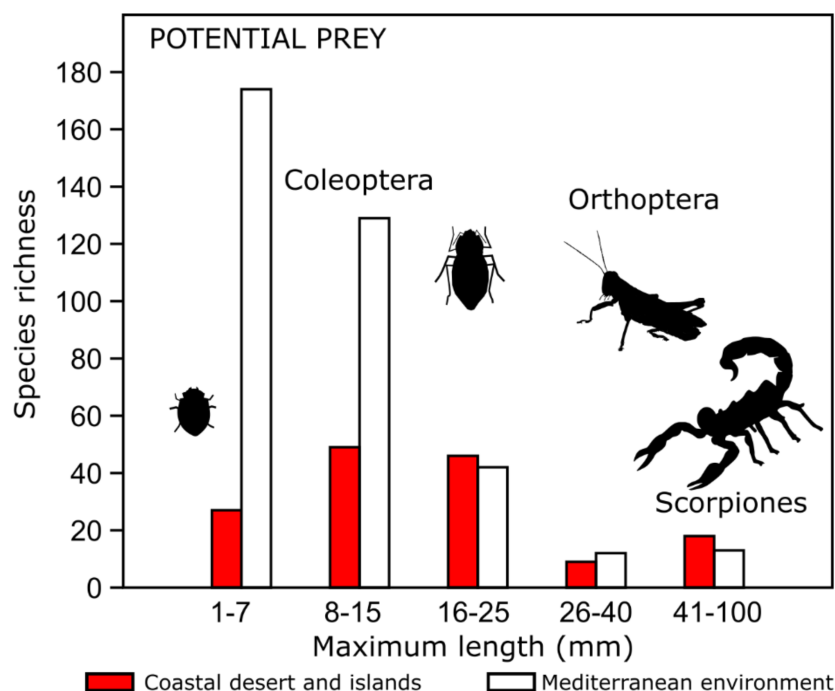 POTENTIAL PREY
180
160
140
120
100
80
60
40
20
0
Species richness
Coleoptera
Orthoptera
Scorpiones
1-7 8-15 16-25 26-40 41-100
Maximum length (mm)
Coastal desert and islands Mediterranean environment